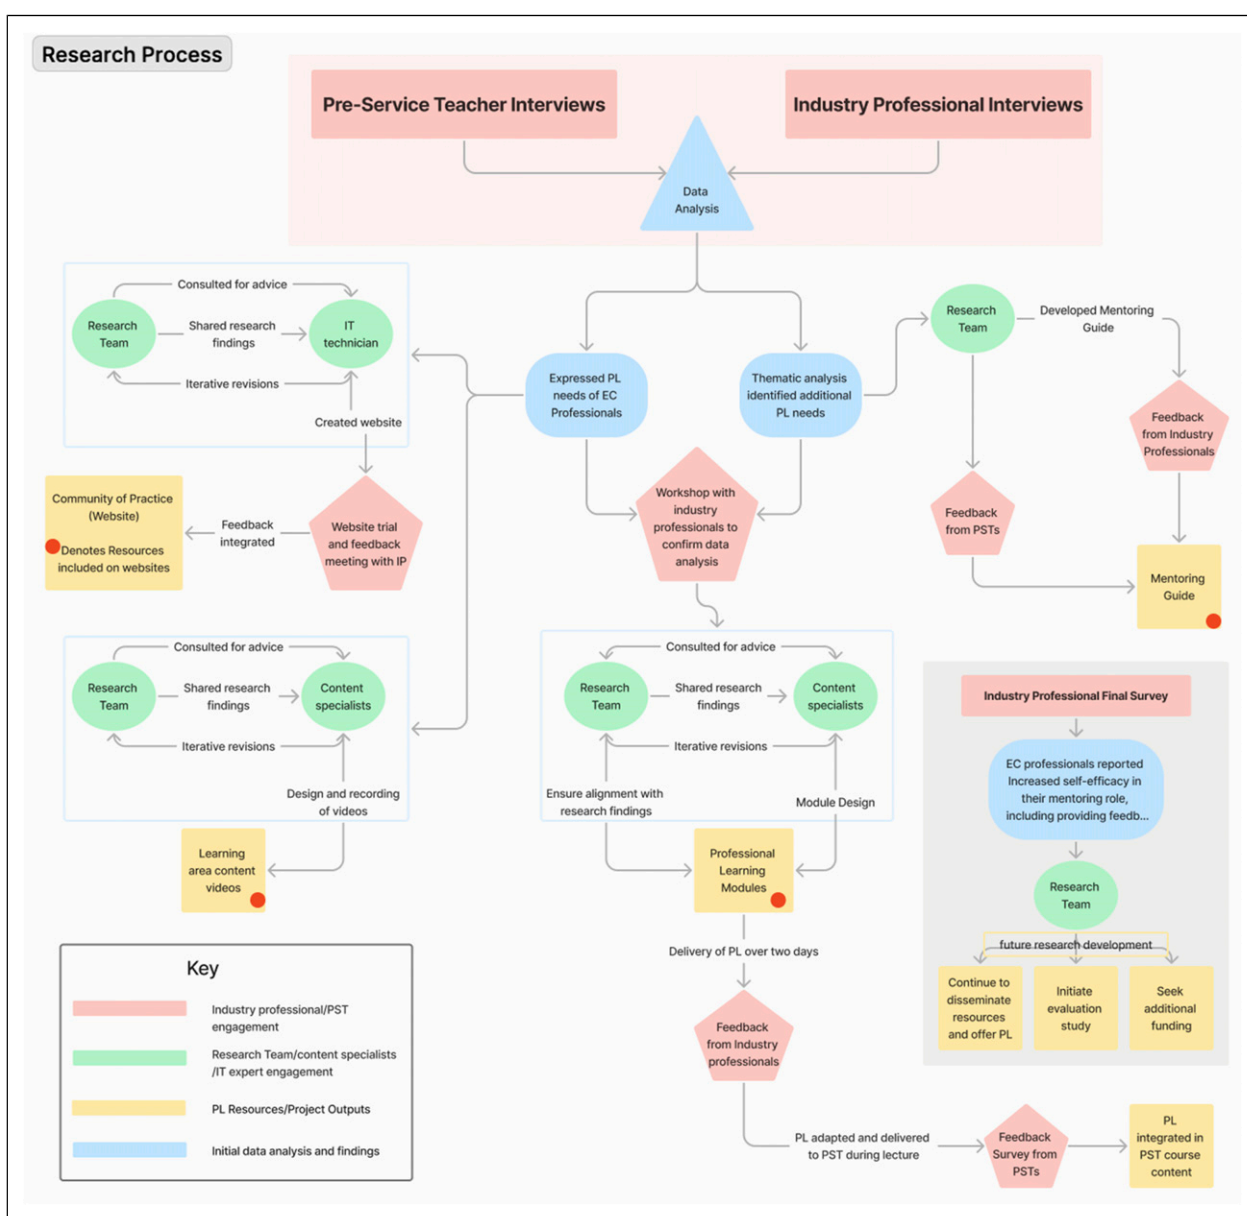 Research Process
Pre-Service Teacher Interviews
Industry Professional Interviews
Data
Analysis
Consulted for advice
Research
Team
Shared research
findings
IT
technician
Iterative revisions
Created website
Expressed PL
needs of EC
Professionals
Thematic analysis
identified additional
PL needs
Research
Team
Developed Mentoring
Guide
Feedback
from Industry
Professionals
Community of Practice
(Website)
Denotes Resources
included on websites
Feedback
integrated
Website trial
and feedback
meeting with IP
Workshop with
industry
professionals to
confirm data
analysis
Feedback
from PSTs
Mentoring
Guide
Consulted for advice
Research
Team
Shared research
findings
Content
specialists
Iterative revisions
Design and recording
of videos
Learning
area content
videos
Consulted for advice
Research
Team
Shared research
findings
Content
specialists
Iterative revisions
Ensure alignment with
research findings
Module Design
Professional
Learning
Modules
Industry Professional Final Survey
EC professionals reported
Increased self-efficacy in
their mentoring role,
including providing feedb...
Research
Team
future research development
Continue to
disseminate
resources
and offer PL
Initiate
evaluation
study
Seek
additional
funding
Delivery of PL over two days
Feedback
from Industry
professionals
PL adapted and delivered
to PST during lecture
Feedback
Survey from
PSTs
PL
integrated in
PST course
content
Key
Industry professional/PST
engagement
Research Team/content specialists
/IT expert engagement
PL Resources/Project Outputs
Initial data analysis and findings